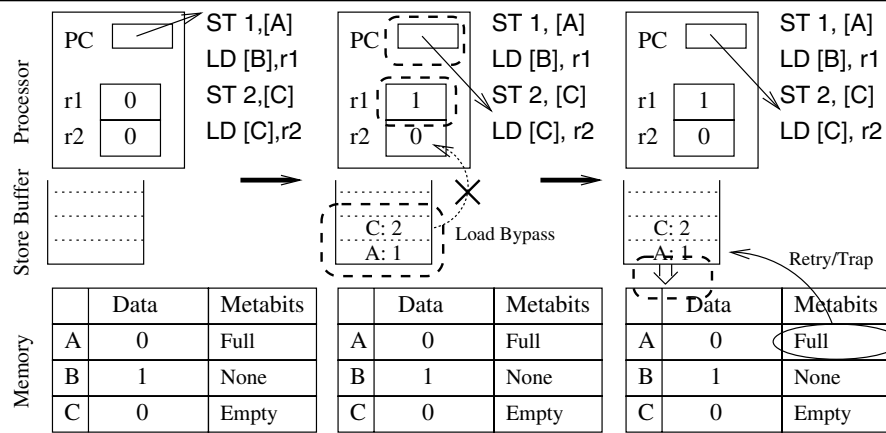 Processor
PC
ST 1,[A]
LD [B],r1
ST 2,[C]
LD [C],r2
r1 0
r2 0
PC
ST 1, [A]
LD [B], r1
ST 2, [C]
LD [C], r2
r1 1
r2 0
PC
ST 1, [A]
LD [B], r1
ST 2, [C]
LD [C], r2
r1 1
r2 0
Store Buffer
C: 2
A: 1
Load Bypass
C: 2
A: 1
Retry/Trap
Memory
Data Metabits
A 0 Full
B 1 None
C 0 Empty
Data Metabits
A 0 Full
B 1 None
C 0 Empty
Data Metabits
A 0 Full
B 1 None
C 0 Empty